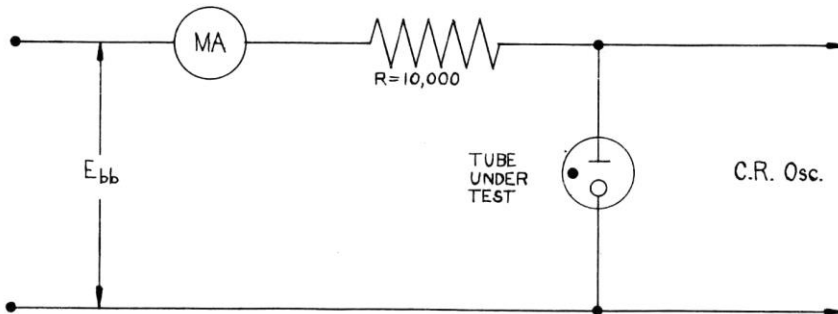 MA
R=10,000
Ebb
TUBE
UNDER
TEST
C.R. Osc.